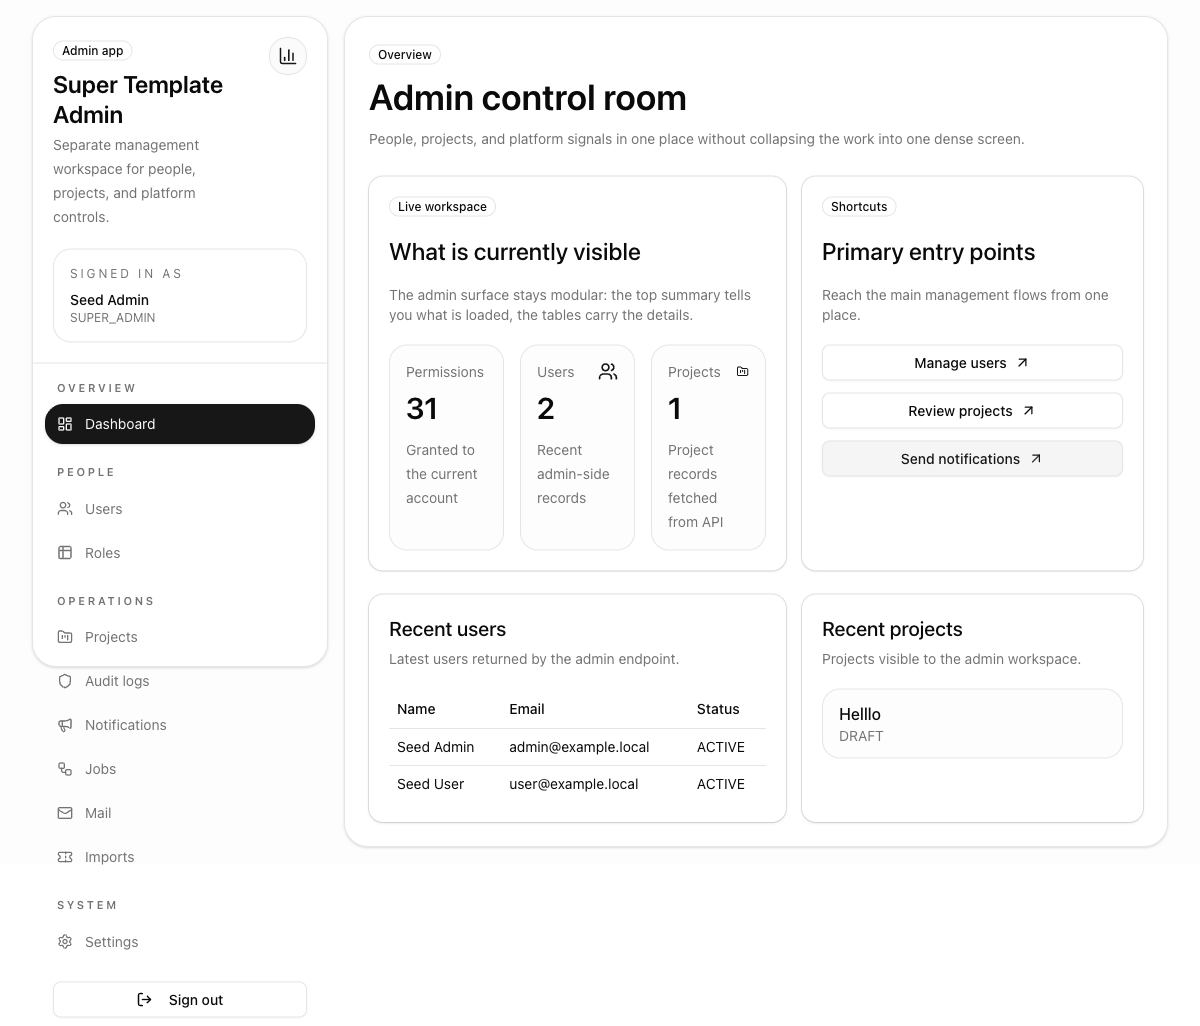 Admin app
Super Template
Admin
Separate management
workspace for people,
projects, and platform
controls.
SIGNED IN AS
Seed Admin
SUPER_ADMIN
OVERVIEW
Dashboard
PEOPLE
Users
Roles
OPERATIONS
Projects
Audit logs
Notifications
Jobs
Mail
Imports
SYSTEM
Settings
Sign out
Overview
Admin control room
People, projects, and platform signals in one place without collapsing the work into one dense screen.
Live workspace
What is currently visible
The admin surface stays modular: the top summary tells
you what is loaded, the tables carry the details.
Permissions
31
Granted to
the current
account
Users
2
Recent
admin-side
records
Projects
1
Project
records
fetched
from API
Shortcuts
Primary entry points
Reach the main management flows from one
place.
Manage users
Review projects
Send notifications
Recent users
Latest users returned by the admin endpoint.
Name Email Status
Seed Admin admin@example.local ACTIVE
Seed User user@example.local ACTIVE
Recent projects
Projects visible to the admin workspace.
Helllo
DRAFT